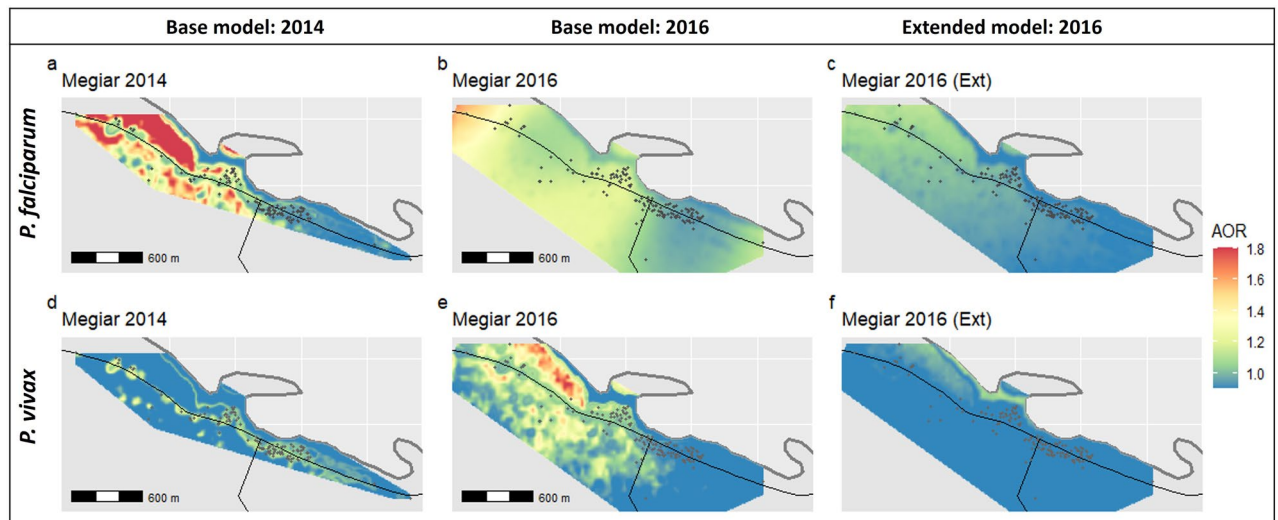 Base model: 2014
Base model: 2016
Extended model: 2016
P. falciparum
a
Megiar 2014
600 m
b
Megiar 2016
c
Megiar 2016 (Ext)
P. vivax
d
Megiar 2014
600 m
e
Megiar 2016
f
Megiar 2016 (Ext)
AOR
1.8
1.6
1.4
1.2
1.0